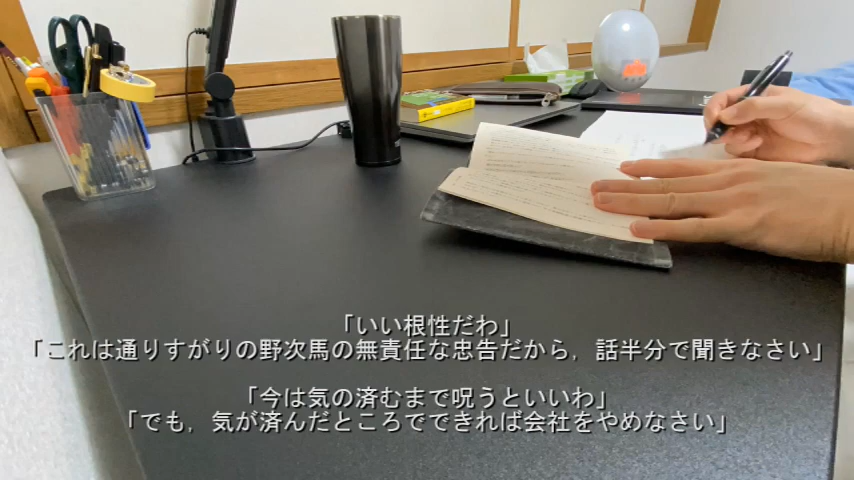 「いい根性だわ」
「これは通りすがりの野次馬の無責任な忠告だから，話半分で聞きなさい」
「今は気の済むまで呪うといいわ」
「でも，気が済んだところでできれば会社をやめなさい」